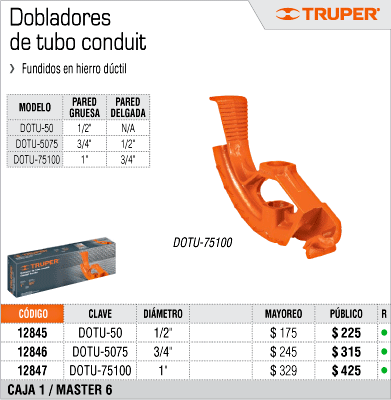 Dobladores
de tubo conduit
TRUPER®
› Fundidos en hierro dúctil
MODELO PARED GRUESA PARED DELGADA
DOTU-50 1/2" N/A
DOTU-5075 3/4" 1/2"
DOTU-75100 1" 3/4"
DOTU-75100
TRUPER
CÓDIGO CLAVE DIÁMETRO MAYOREO PÚBLICO R
12845 DOTU-50 1/2" $ 175 $ 225 ●
12846 DOTU-5075 3/4" $ 245 $ 315 ●
12847 DOTU-75100 1" $ 329 $ 425 ●
CAJA 1 / MASTER 6